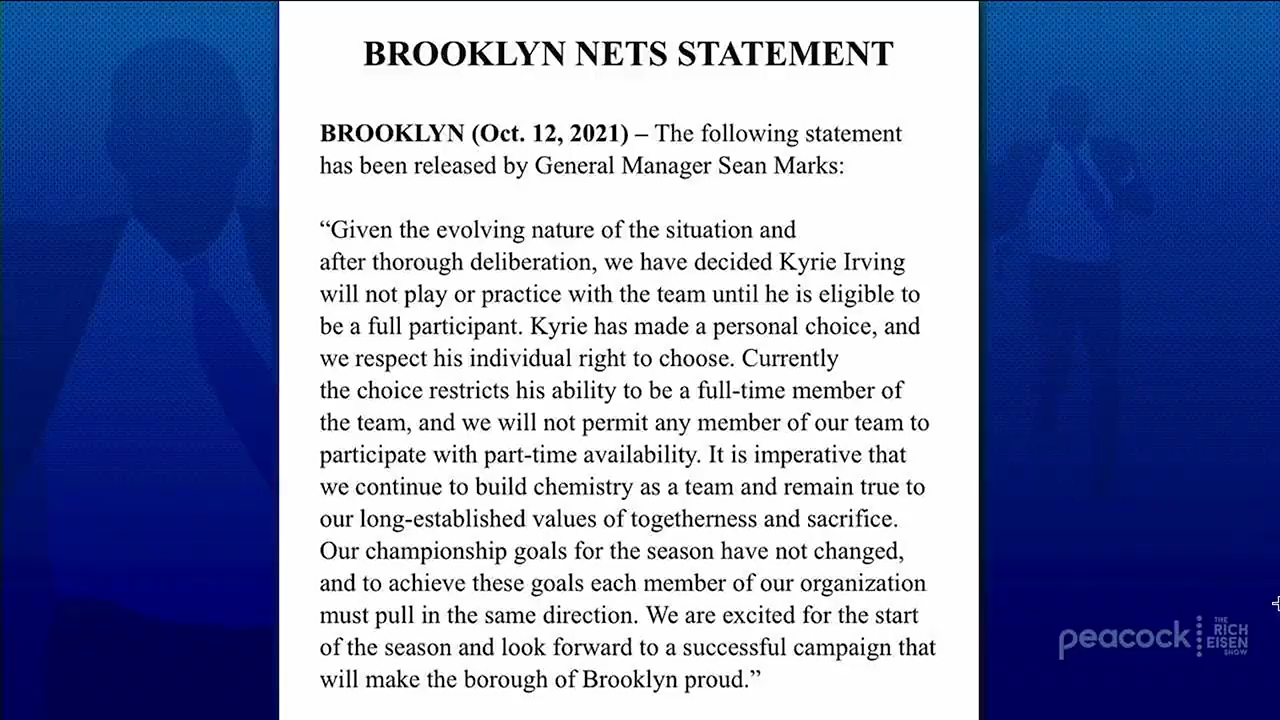 BROOKLYN NETS STATEMENT
BROOKLYN (Oct. 12, 2021) – The following statement
has been released by General Manager Sean Marks:
“Given the evolving nature of the situation and
after thorough deliberation, we have decided Kyrie Irving
will not play or practice with the team until he is eligible to
be a full participant. Kyrie has made a personal choice, and
we respect his individual right to choose. Currently
the choice restricts his ability to be a full-time member of
the team, and we will not permit any member of our team to
participate with part-time availability. It is imperative that
we continue to build chemistry as a team and remain true to
our long-established values of togetherness and sacrifice.
Our championship goals for the season have not changed,
and to achieve these goals each member of our organization
must pull in the same direction. We are excited for the start
of the season and look forward to a successful campaign that
will make the borough of Brooklyn proud.”
peacock
THE
RICH
EISEN
SHOW